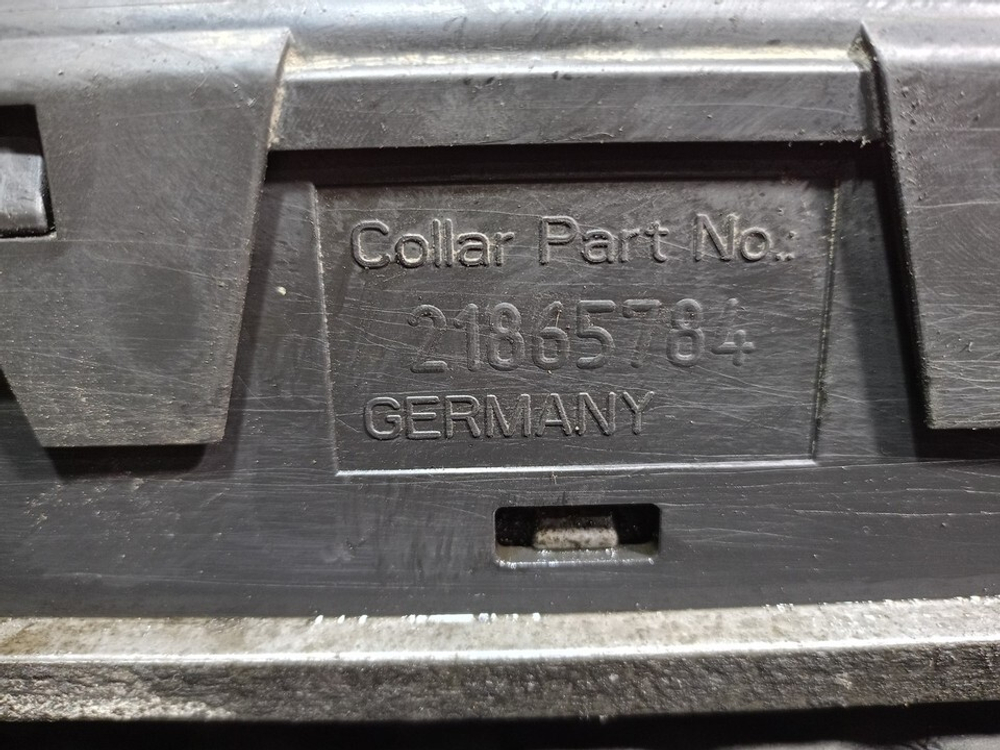 Collar Part No.:
21865784
GERMANY